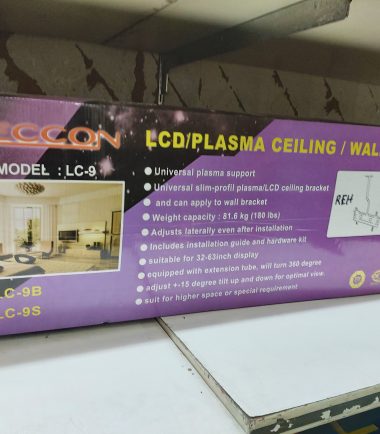 ECCON
LCD/PLASMA CEILING / WAL
MODEL : LC-9
Universal plasma support
Universal slim-profil plasma/LCD ceiling bracket
and can apply to wall bracket
Weight capacity : 81.6 kg (180 lbs)
Adjusts laterally even after installation
Includes installation guide and hardware kit
suitable for 32-63inch display
equipped with extension tube, will turn 360 degree
adjust +-15 degree tilt up and down for optimal view.
suit for higher space or special requirement
REH
LC-9B
LC-9S